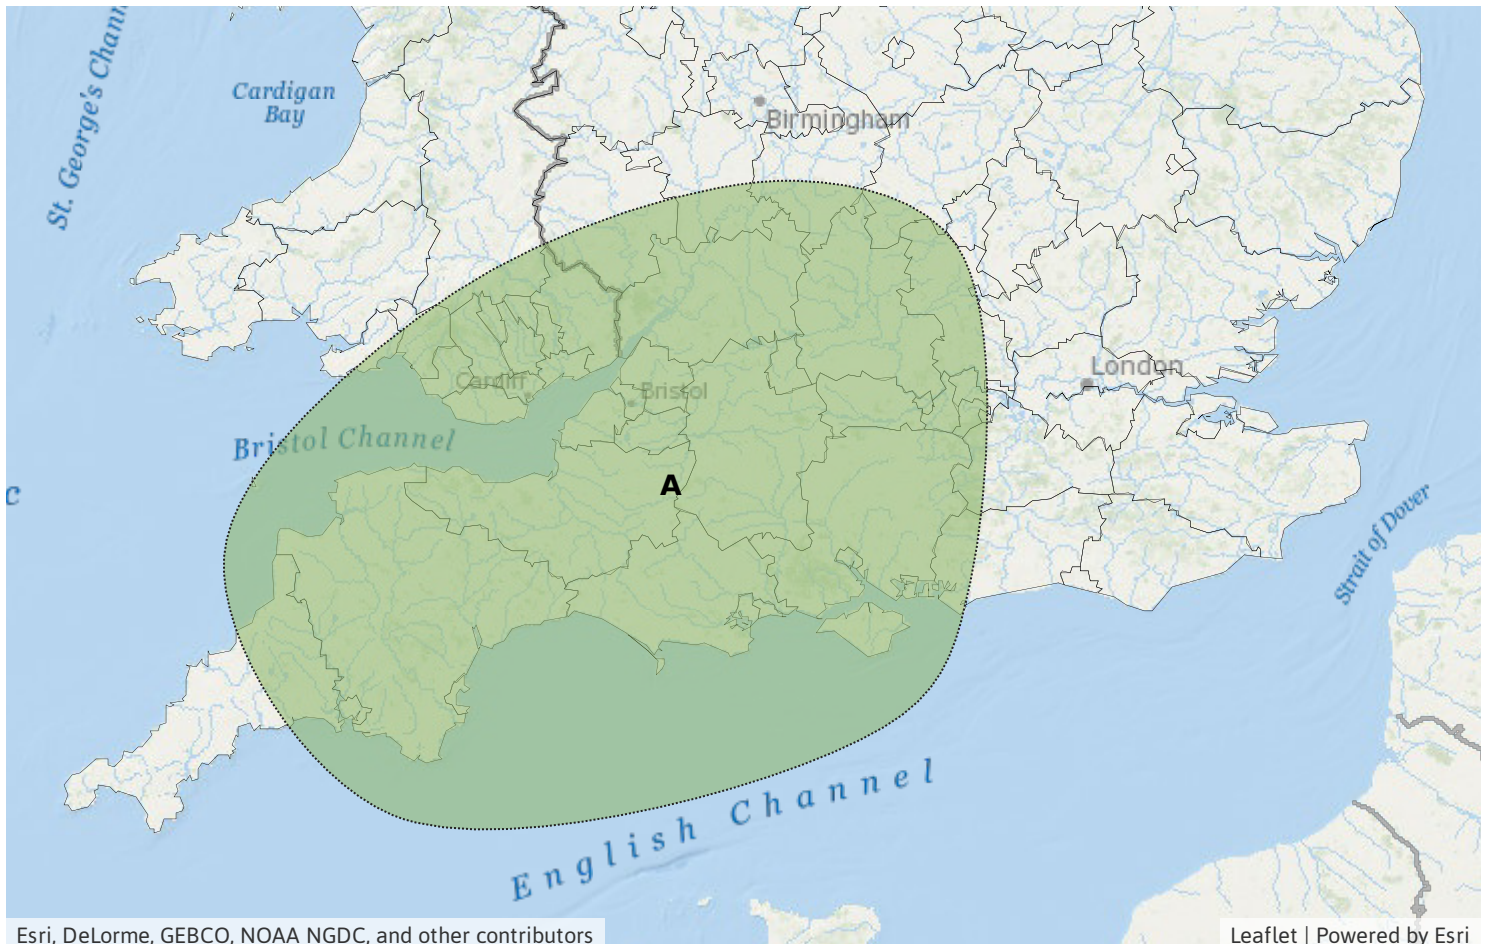 St. George's Chann
Cardigan
Bay
Birmingham
London
Cardiff
Bristol
Bristol Channel
A
c
Strait of Dover
English Channel
Esri, DeLorme, GEBCO, NOAA NGDC, and other contributors
Leaflet | Powered by Esri